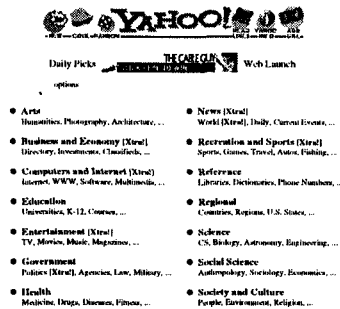 YAHOO!
Daily Picks
THE CABLE GUY
Web Launch
options
Arts
Humanities, Photography, Architecture, ...
Business and Economy [Xtra!]
Directory, Investments, Classifieds, ...
Computers and Internet [Xtra!]
Internet, WWW, Software, Multimedia, ...
Education
Universities, K-12, Courses, ...
Entertainment [Xtra!]
TV, Movies, Music, Magazines, ...
Government
Politics [Xtra!], Agencies, Law, Military, ...
Health
Medicine, Drugs, Diseases, Fitness, ...
News [Xtra!]
World [Xtra!], Daily, Current Events, ...
Recreation and Sports [Xtra!]
Sports, Games, Travel, Autos, Fishing, ...
Reference
Libraries, Dictionaries, Phone Numbers, ..
Regional
Countries, Regions, U.S. States, ...
Science
CS, Biology, Astronomy, Engineering, ...
Social Science
Anthropology, Sociology, Economics, ...
Society and Culture
People, Environment, Religion, ...